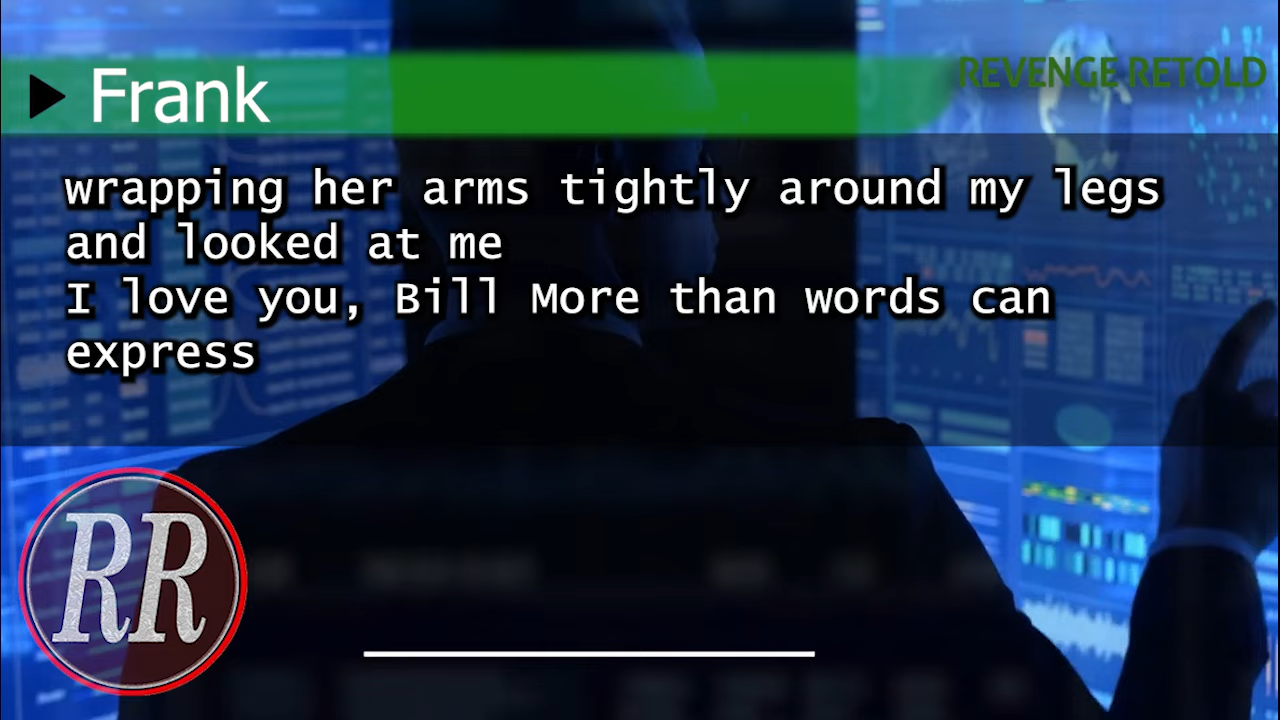 Frank
REVENGE RETOLD
wrapping her arms tightly around my legs
and looked at me
I love you, Bill More than words can
express
RR